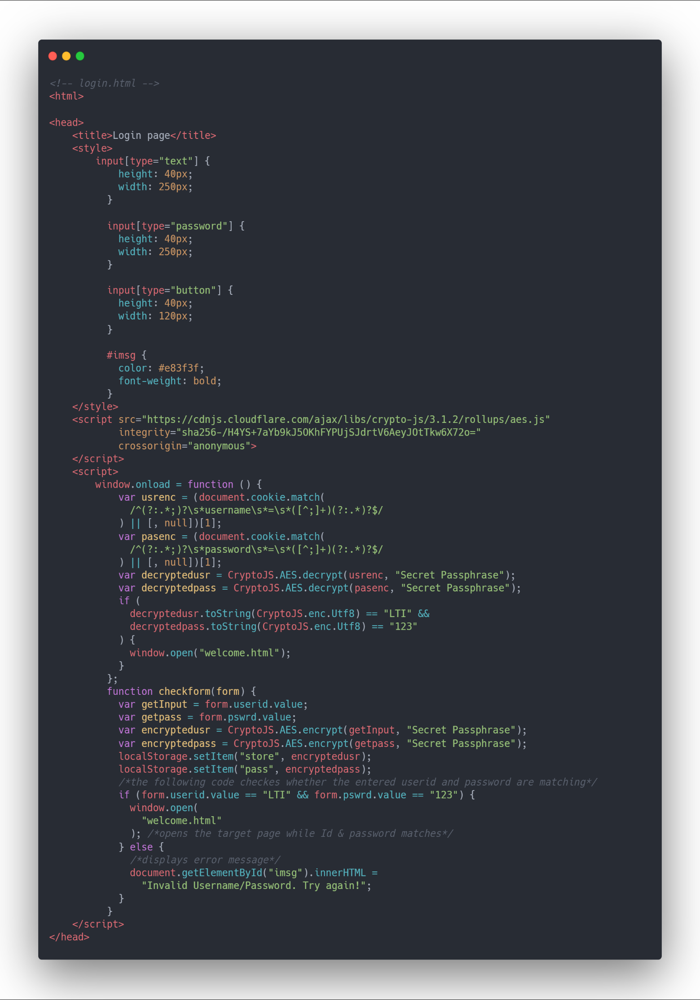 <!-- login.html -->
<html>
<head>
<title>Login page</title>
<style>
input[type="text"] {
height: 40px;
width: 250px;
}
input[type="password"] {
height: 40px;
width: 250px;
}
input[type="button"] {
height: 40px;
width: 120px;
}
#imsg {
color: #e83f3f;
font-weight: bold;
}
</style>
<script src="https://cdnjs.cloudflare.com/ajax/libs/crypto-js/3.1.2/rollups/aes.js"
integrity="sha256-/H4YS+7aYb9kJ5OKhFYPUjSJdrtV6AeyJOtTkw6X72o="
crossorigin="anonymous">
</script>
<script>
window.onload = function () {
var usrenc = (document.cookie.match(
/^(?:.*;)?\s*username\s*=\s*([^;]+)(?:.*)?$/
) || [, null])[1];
var pasenc = (document.cookie.match(
/^(?:.*;)?\s*password\s*=\s*([^;]+)(?:.*)?$/
) || [, null])[1];
var decryptedusr = CryptoJS.AES.decrypt(usrenc, "Secret Passphrase");
var decryptedpass = CryptoJS.AES.decrypt(pasenc, "Secret Passphrase");
if (
decryptedusr.toString(CryptoJS.enc.Utf8) == "LTI" &&
decryptedpass.toString(CryptoJS.enc.Utf8) == "123"
) {
window.open("welcome.html");
}
};
function checkform(form) {
var getInput = form.userid.value;
var getpass = form.pswrd.value;
var encryptedusr = CryptoJS.AES.encrypt(getInput, "Secret Passphrase");
var encryptedpass = CryptoJS.AES.encrypt(getpass, "Secret Passphrase");
localStorage.setItem("store", encryptedusr);
localStorage.setItem("pass", encryptedpass);
/*the following code checkes whether the entered userid and password are matching*/
if (form.userid.value == "LTI" && form.pswrd.value == "123") {
window.open(
"welcome.html"
); /*opens the target page while Id & password matches*/
} else {
/*displays error message*/
document.getElementById("imsg").innerHTML =
"Invalid Username/Password. Try again!";
}
}
</script>
</head>